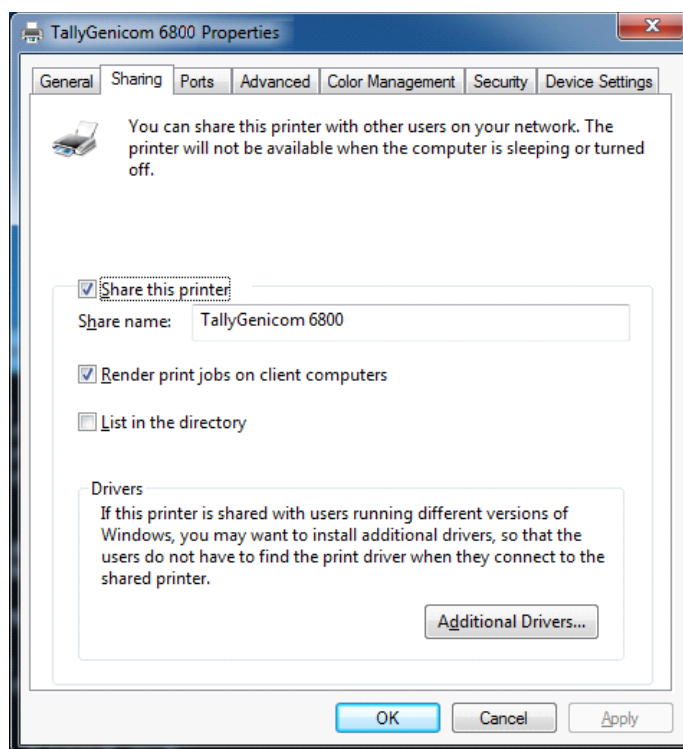 TallyGenicom 6800 Properties
General Sharing Ports Advanced Color Management Security Device Settings
You can share this printer with other users on your network. The
printer will not be available when the computer is sleeping or turned
off.
Share this printer
Share name: TallyGenicom 6800
Render print jobs on client computers
List in the directory
Drivers
If this printer is shared with users running different versions of
Windows, you may want to install additional drivers, so that the
users do not have to find the print driver when they connect to the
shared printer.
Additional Drivers...
OK Cancel Apply